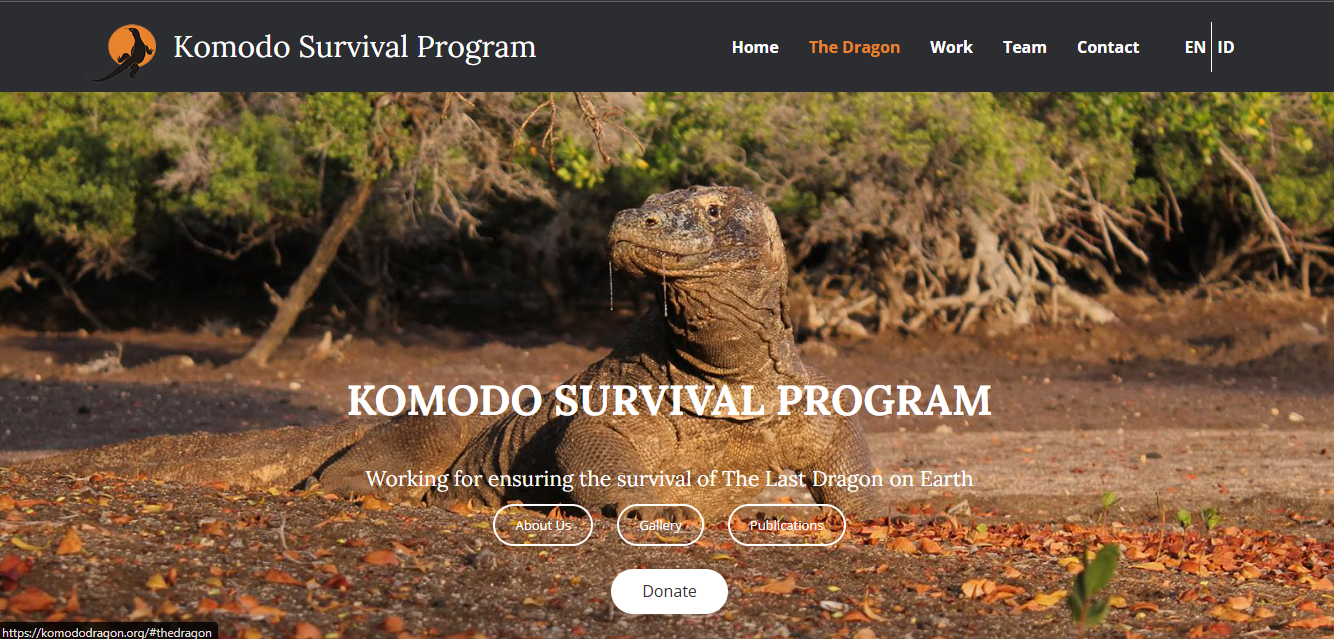 Komodo Survival Program
Home The Dragon Work Team Contact EN ID
KOMODO SURVIVAL PROGRAM
Working for ensuring the survival of The Last Dragon on Earth
About Us Gallery Publications
Donate
https://komododragon.org/#thedragon